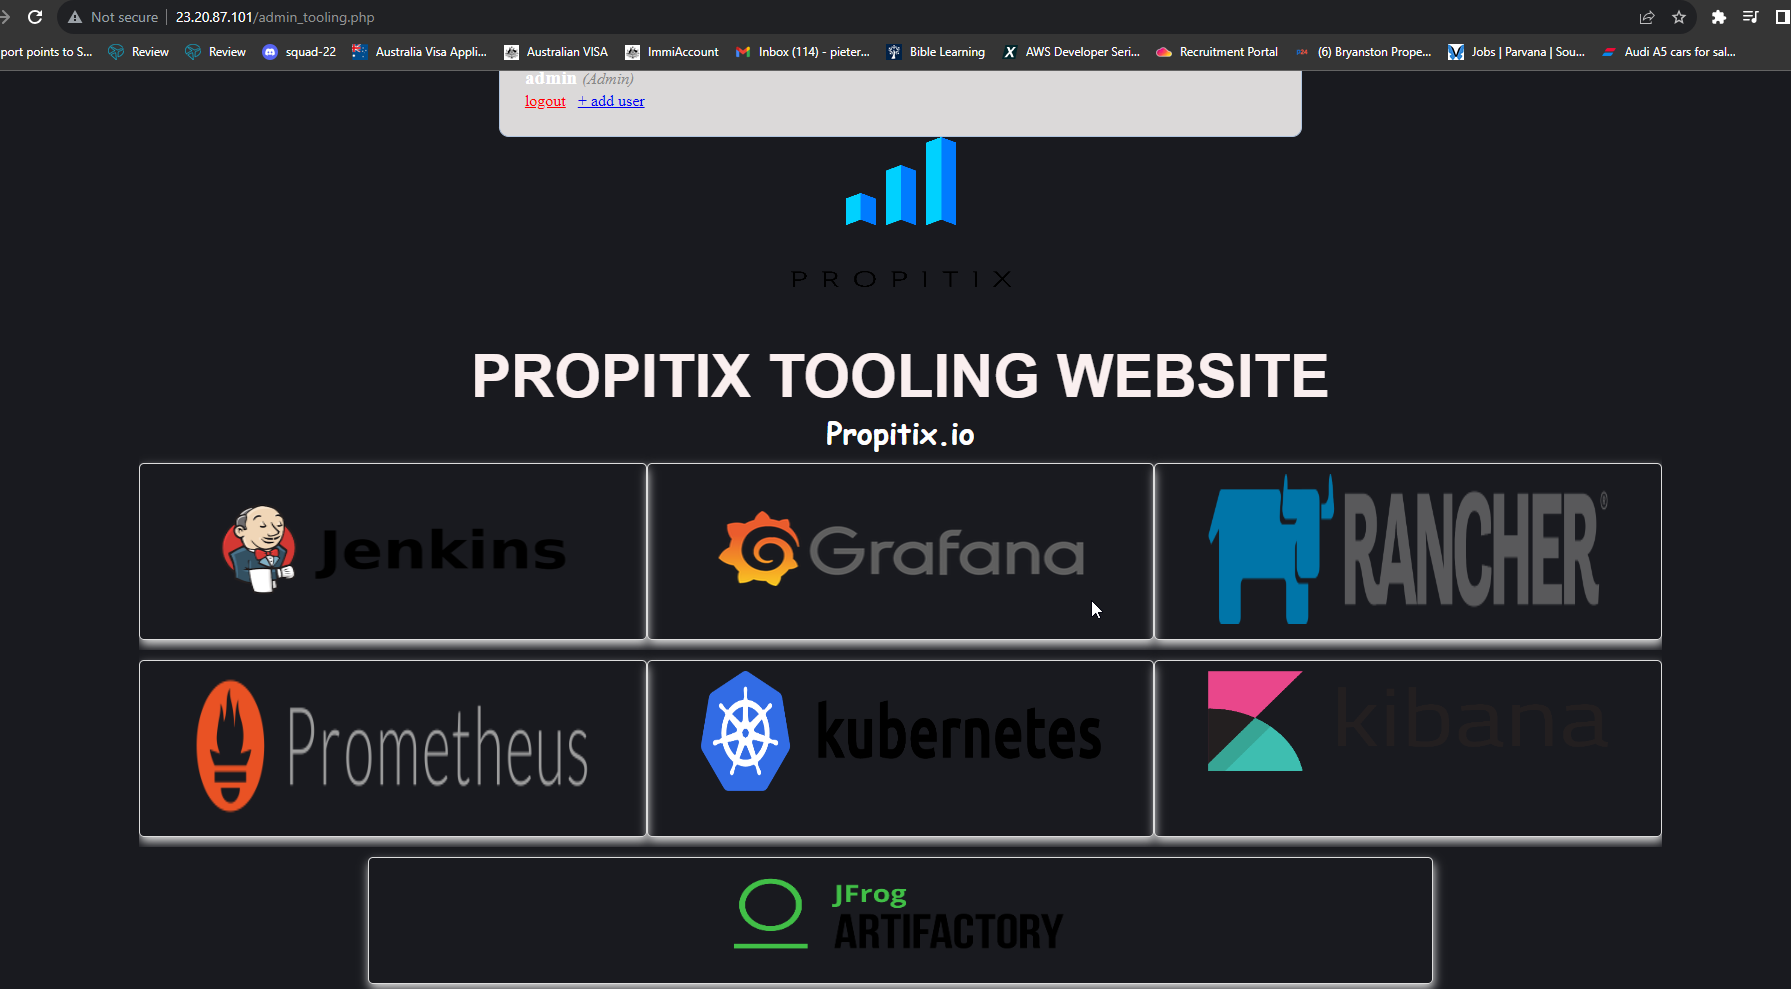 Not secure | 23.20.87.101/admin_tooling.php
port points to S... Review Review squad-22 Australia Visa Appli... Australian VISA ImmiAccount Inbox (114) - pieter... Bible Learning AWS Developer Seri... Recruitment Portal (6) Bryanston Prope... Jobs | Parvana | Sou... Audi A5 cars for sal...
admin (Admin)
logout + add user
PROPITIX
PROPITIX TOOLING WEBSITE
Propitix.io
Jenkins Grafana RANCHER®
Prometheus kubernetes kibana
JFrog
ARTIFACTORY